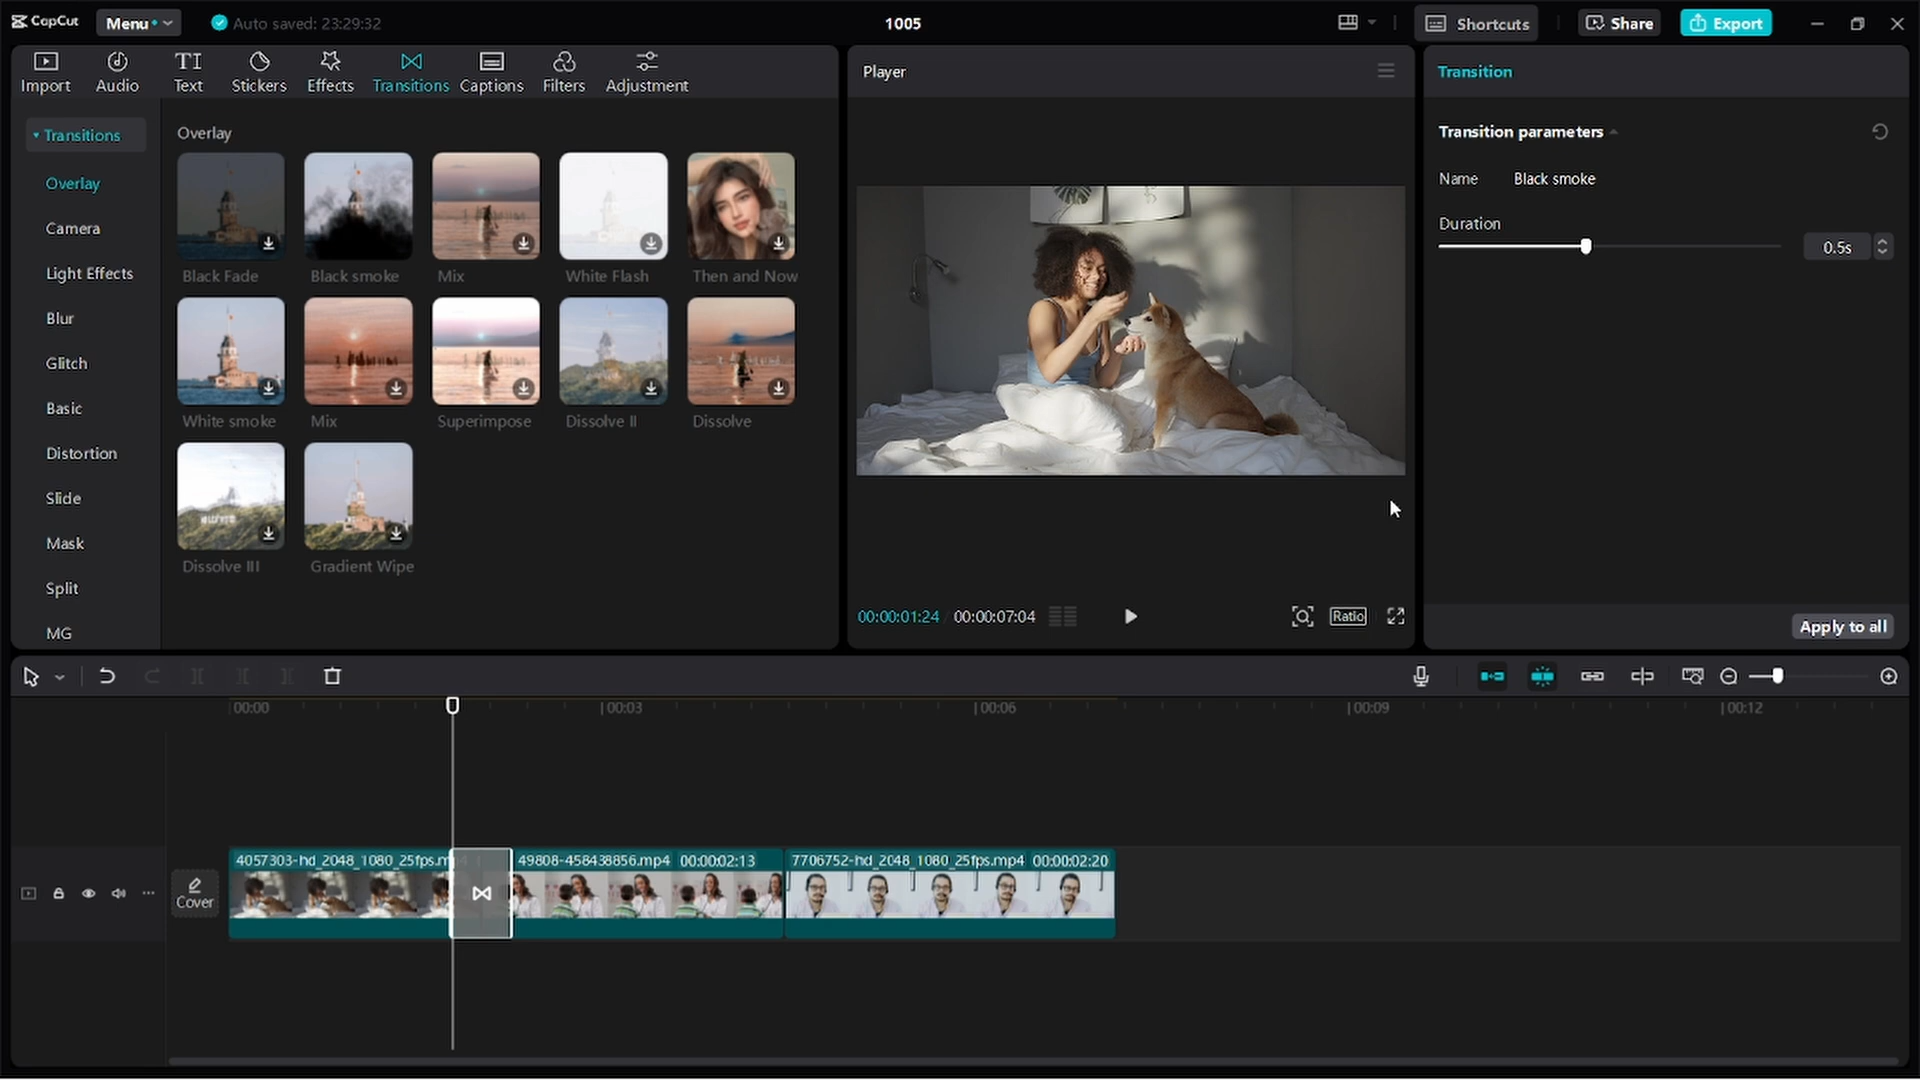 CapCut
Menu
Auto saved: 23:29:32
1005
Shortcuts
Share
Export
Import
Audio
Text
Stickers
Effects
Transitions
Captions
Filters
Adjustment
Transitions
Overlay
Camera
Light Effects
Blur
Glitch
Basic
Distortion
Slide
Mask
Split
MG
Overlay
Black Fade
Black smoke
Mix
White Flash
Then and Now
White smoke
Mix
Superimpose
Dissolve II
Dissolve
Dissolve III
Gradient Wipe
Player
00:00:01:24 / 00:00:07:04
Ratio
Transition
Transition parameters
Name Black smoke
Duration
0.5s
Apply to all
00:00
00:03
00:06
00:09
00:12
Cover
4057303-hd_2048_1080_25fps.m
49808-458438856.mp4 00:00:02:13
7706752-hd_2048_1080_25fps.mp4 00:00:02:20